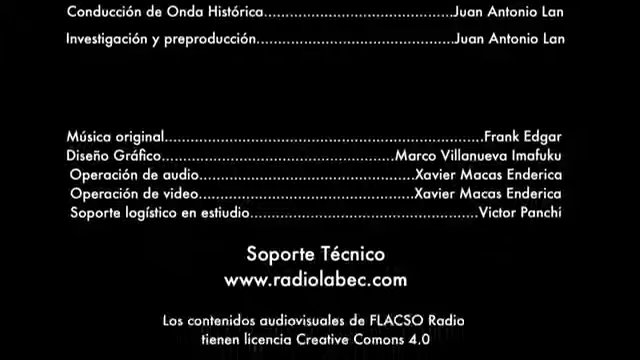 Conducción de Onda Histórica................................................Juan Antonio Lan
Investigación y preproducción..................................................Juan Antonio Lan
Música original.................................................................................Frank Edgar
Diseño Gráfico...........................................................Marco Villanueva Imafuku
Operación de audio.......................................................Xavier Macas Enderica
Operación de video.......................................................Xavier Macas Enderica
Soporte logístico en estiudio..........................................................Victor Panchi
Soporte Técnico
www.radiolabec.com
Los contenidos audiovisuales de FLACSO Radio
tienen licencia Creative Comons 4.0